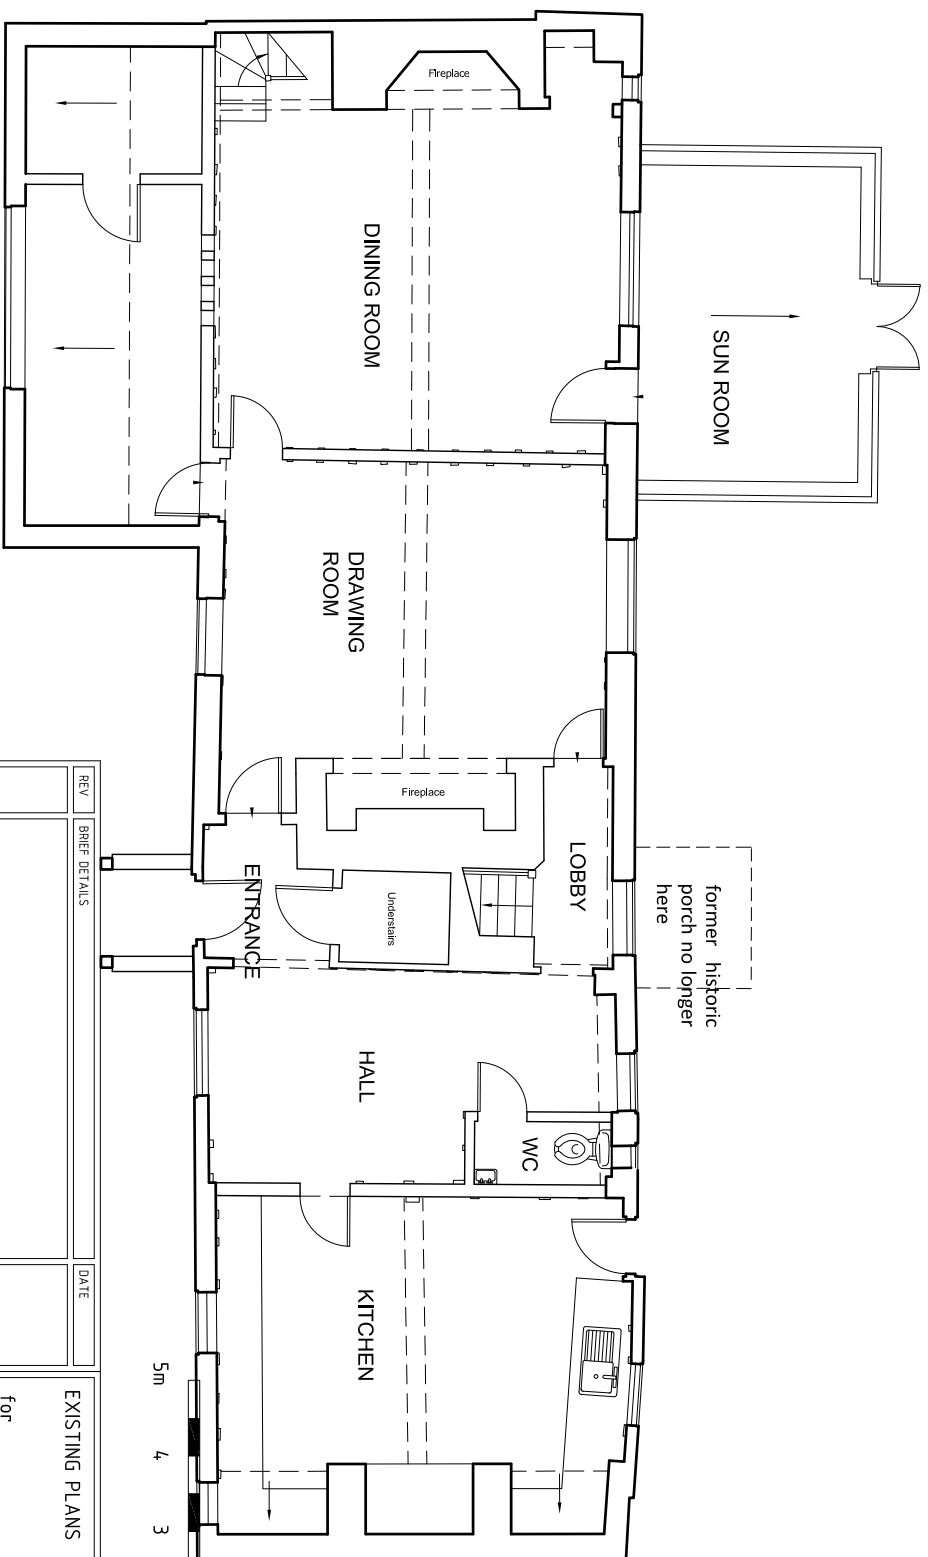 Fireplace
DINING ROOM
SUN ROOM
DRAWING
ROOM
Fireplace
LOBBY
ENTRANCE
Understairs
former historic
porch no longer
here
HALL
WC
KITCHEN
REV
BRIEF DETAILS
DATE
5m 4 3
EXISTING PLANS
for